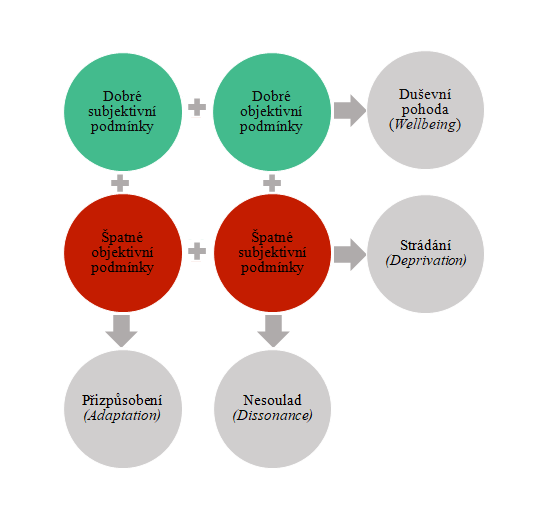 Dobré
subjektivní
podmínky
Dobré
objektivní
podmínky
Duševní
pohoda
(Wellbeing)
Špatné
objektivní
podmínky
Špatné
subjektivní
podmínky
Strádání
(Deprivation)
Přizpůsobení
(Adaptation)
Nesoulad
(Dissonance)